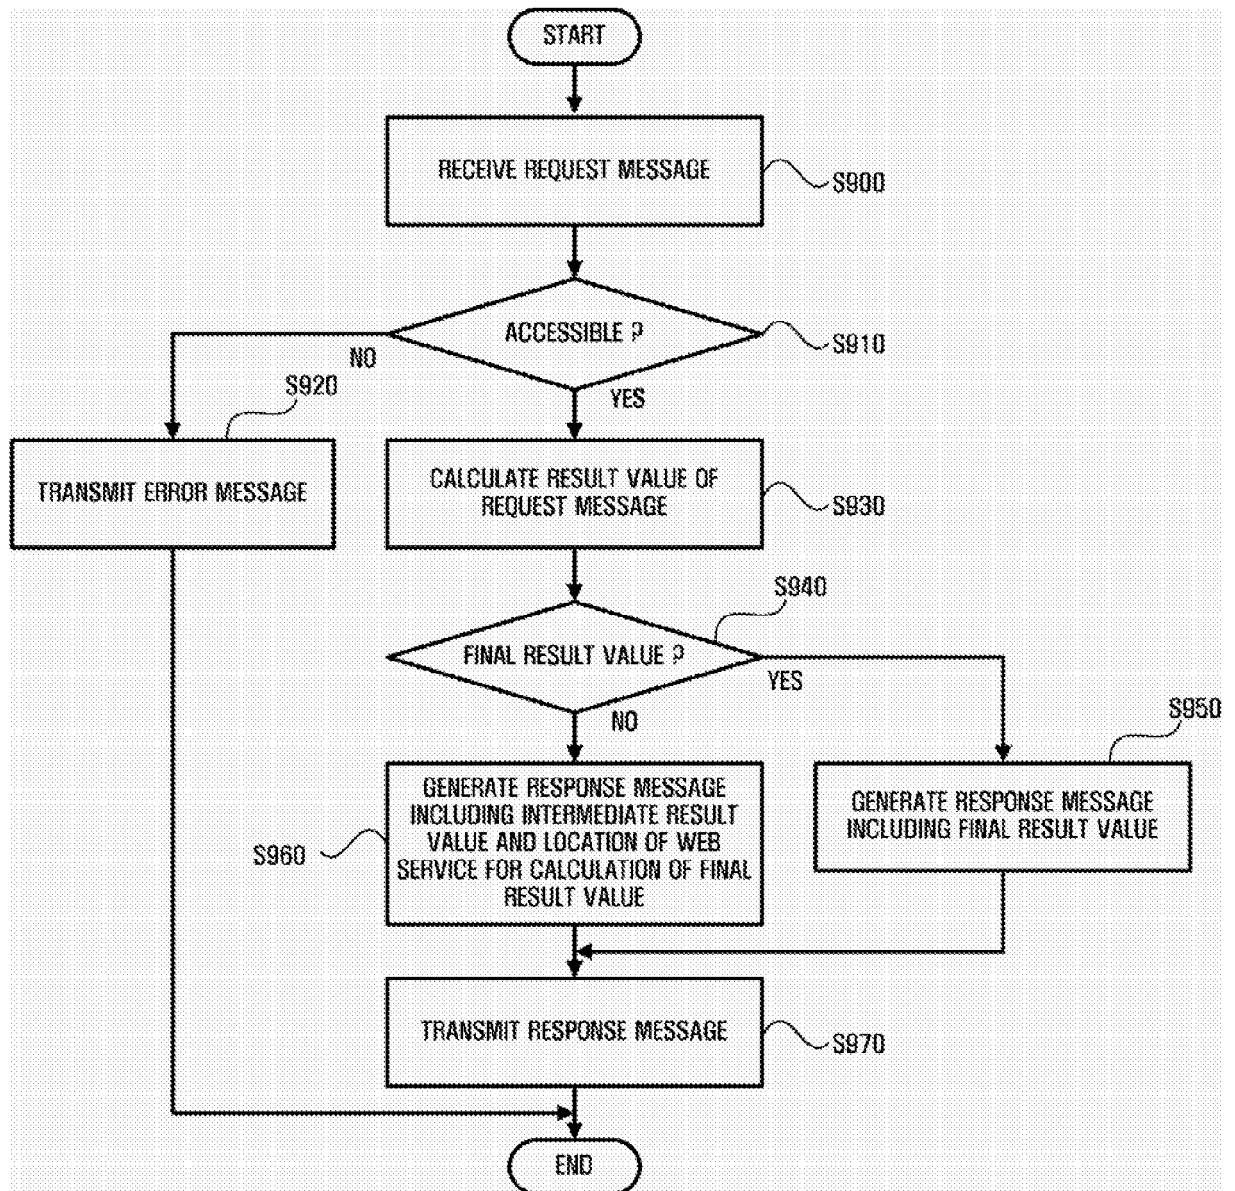 START
RECEIVE REQUEST MESSAGE
S900
ACCESSIBLE ?
S910
NO
YES
S920
TRANSMIT ERROR MESSAGE
CALCULATE RESULT VALUE OF
REQUEST MESSAGE
S930
S940
FINAL RESULT VALUE ?
YES
NO
S950
GENERATE RESPONSE MESSAGE
INCLUDING INTERMEDIATE RESULT
VALUE AND LOCATION OF WEB
SERVICE FOR CALCULATION OF FINAL
RESULT VALUE
S960
GENERATE RESPONSE MESSAGE
INCLUDING FINAL RESULT VALUE
TRANSMIT RESPONSE MESSAGE
S970
END